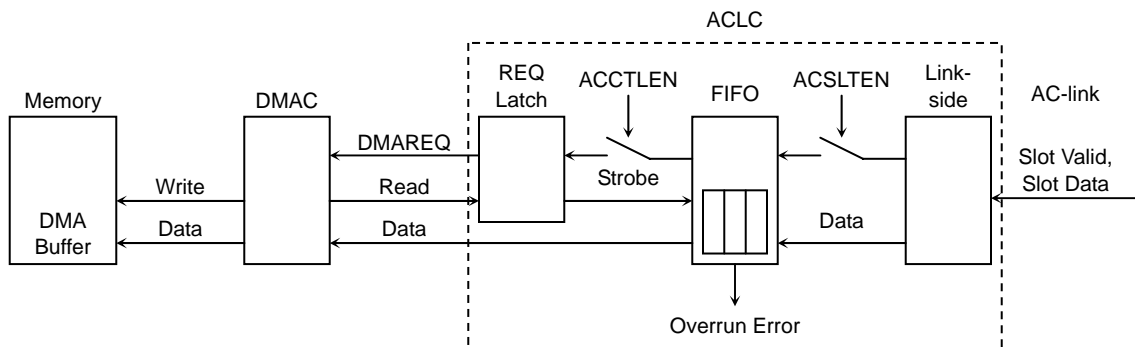 ACLC
REQ
Latch
ACCTLEN
FIFO
ACSLTEN
Link-
side
AC-link
Memory
DMAC
DMAREQ
Slot Valid,
Slot Data
Write
Read
Strobe
DMA
Buffer
Data
Data
Data
Overrun Error